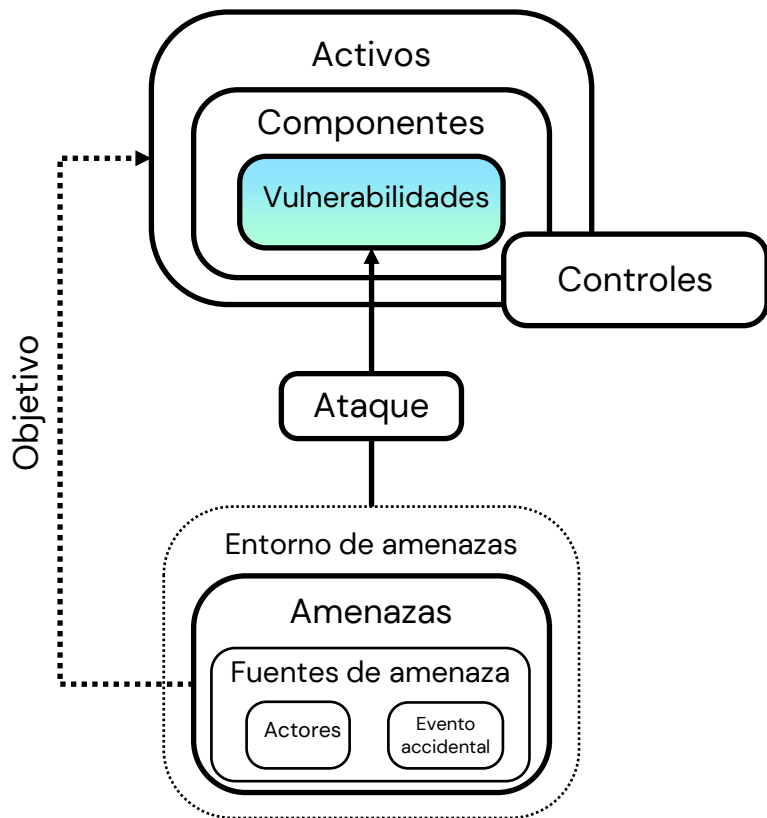 Activos
Componentes
Vulnerabilidades
Controles
Ataque
Objetivo
Entorno de amenazas
Amenazas
Fuentes de amenaza
Actores
Evento
accidental